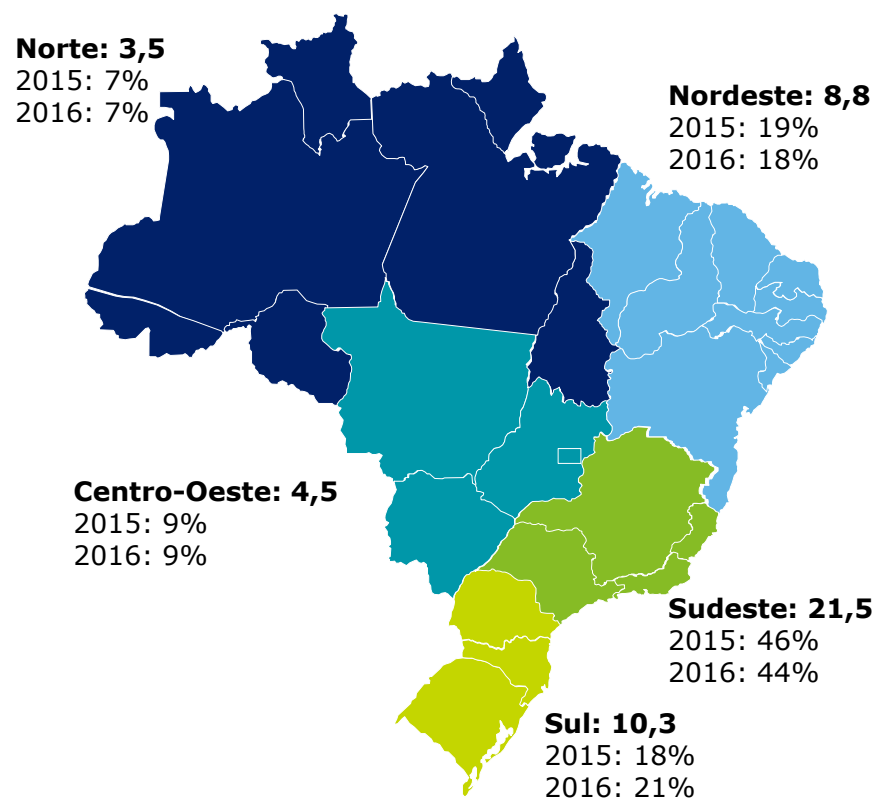 Norte: 3,5
2015: 7%
2016: 7%
Nordeste: 8,8
2015: 19%
2016: 18%
Centro-Oeste: 4,5
2015: 9%
2016: 9%
Sudeste: 21,5
2015: 46%
2016: 44%
Sul: 10,3
2015: 18%
2016: 21%